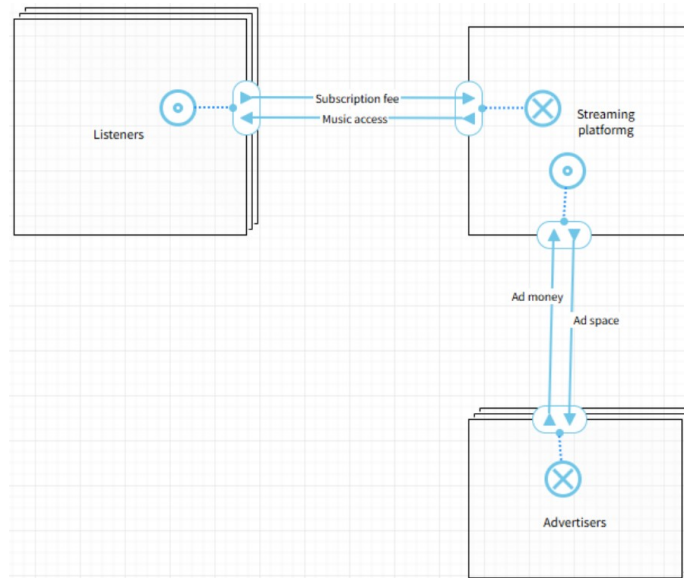 Listeners
Subscription fee
Music access
Streaming
platformg
Ad money
Ad space
Advertisers